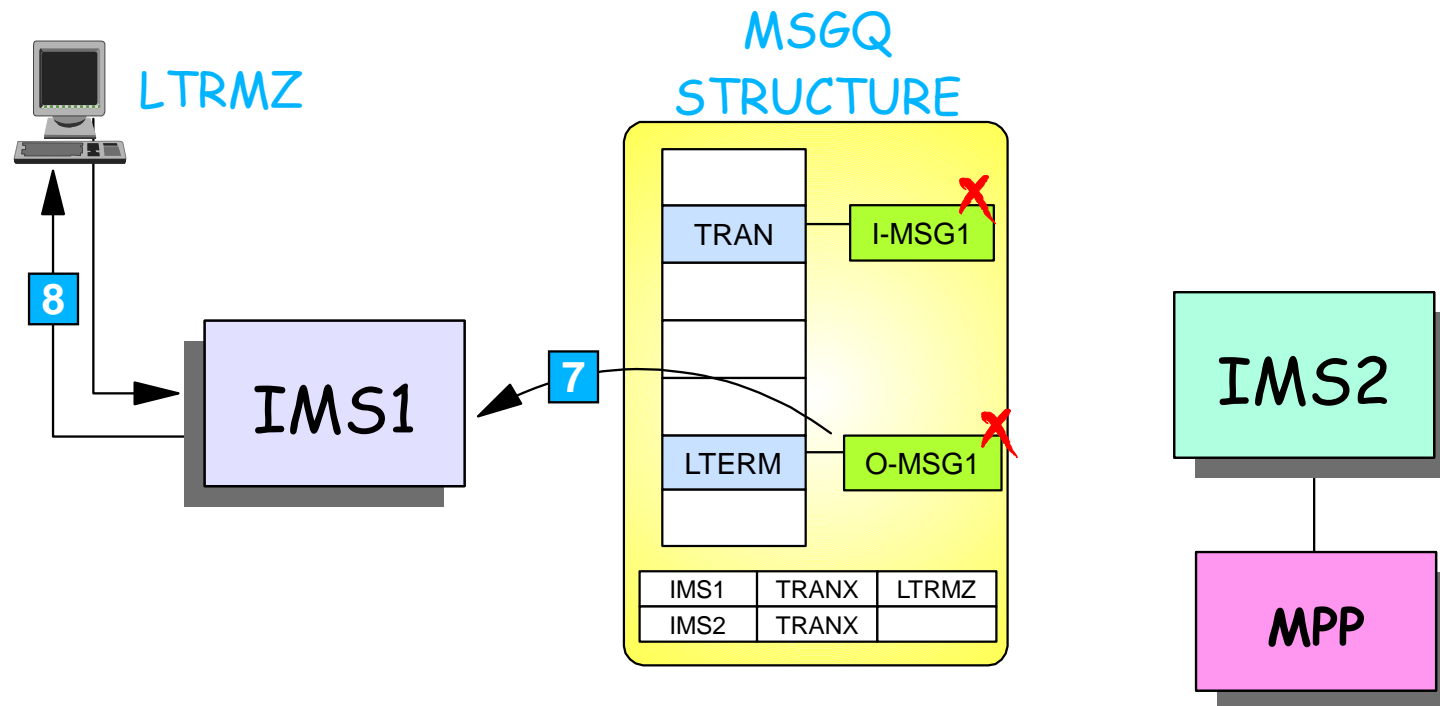 MSGQ
STRUCTURE
LTRMZ
TRAN
I-MSG1
8
7
IMS1
IMS2
LTERM
O-MSG1
IMS1 TRANX LTRMZ
IMS2 TRANX
MPP